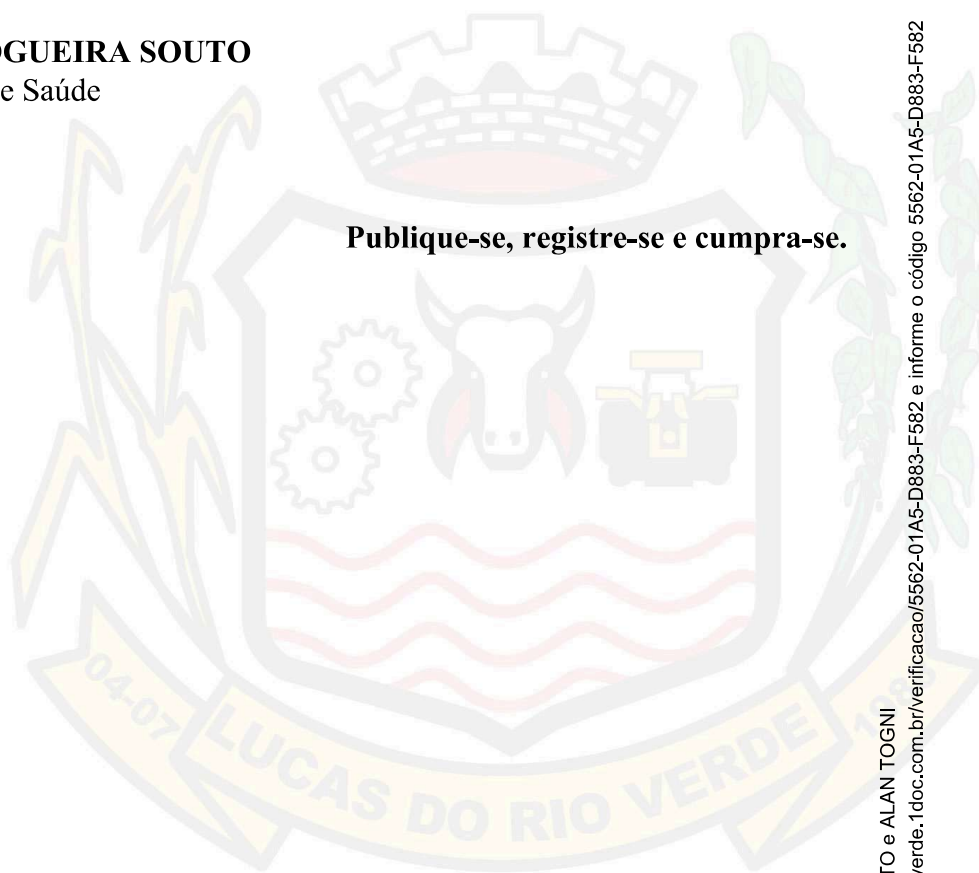 OGUEIRA SOUTO
e Saúde
Publique-se, registre-se e cumpra-se.
04-07 LUCAS DO RIO VERDE 1988
TO e ALAN TOGNI
verde.1doc.com.br/verificacao/5562-01A5-D883-F582 e informe o código 5562-01A5-D883-F582